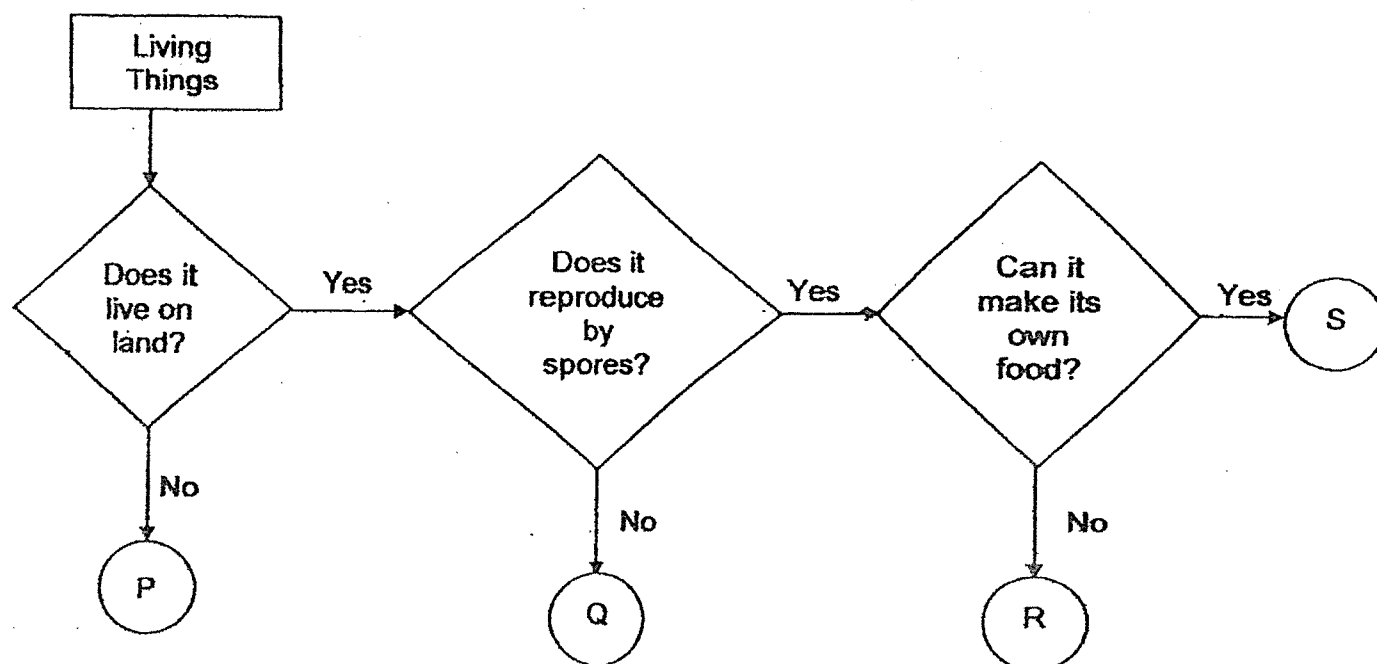 Living
Things
Does it
live on
land?
Yes
Does it
reproduce
by
spores?
Yes
Can it
make its
own
food?
Yes
S
No
No
No
P
Q
R